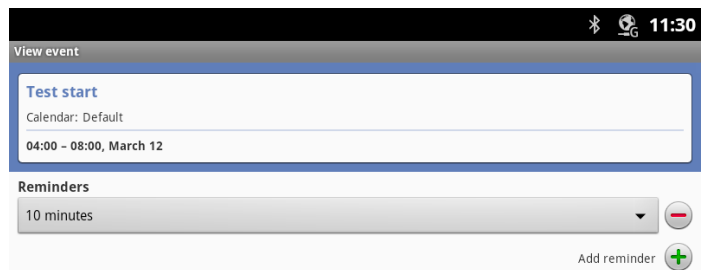 G 11:30
View event
Test start
Calendar: Default
04:00 – 08:00, March 12
Reminders
10 minutes
Add reminder